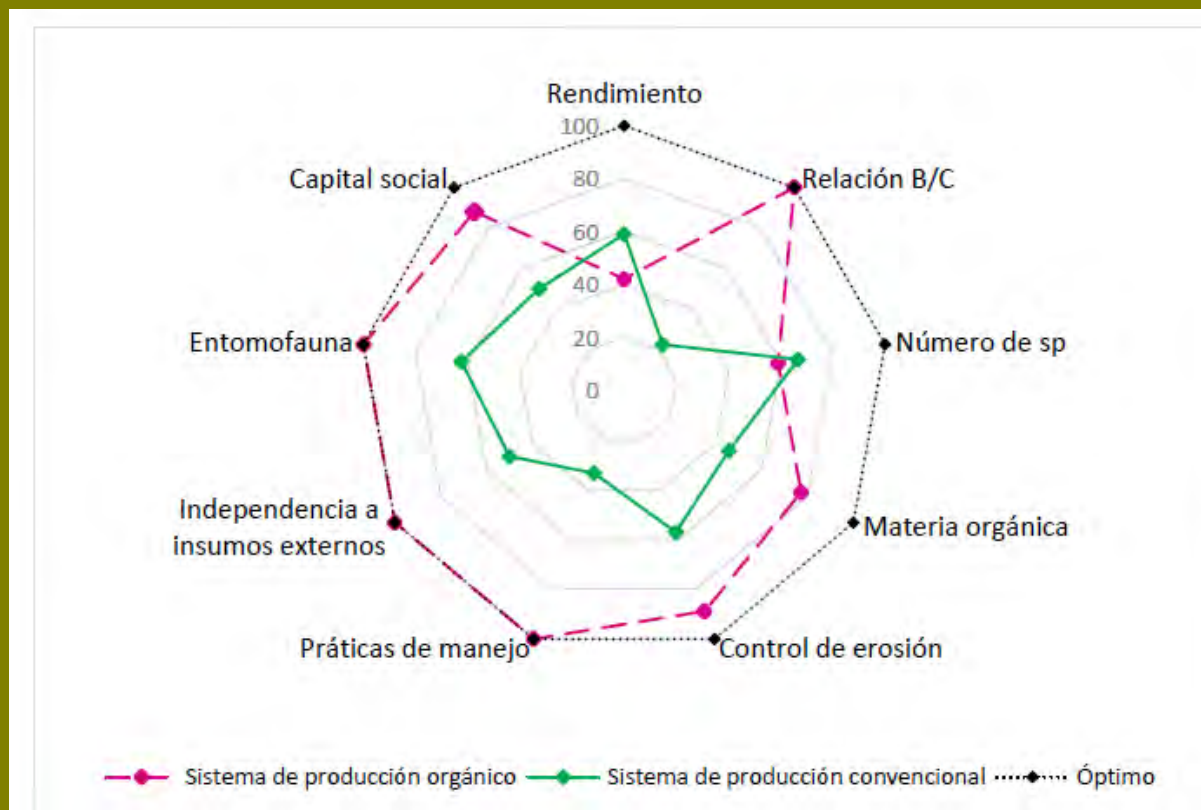 Rendimiento
100
Capital social
80
Relación B/C
60
40
Entomofauna
20
Número de sp
0
Independencia a
insumos externos
Materia orgánica
Práticas de manejo
Control de erosión
Sistema de producción orgánico
Sistema de producción convencional
Óptimo